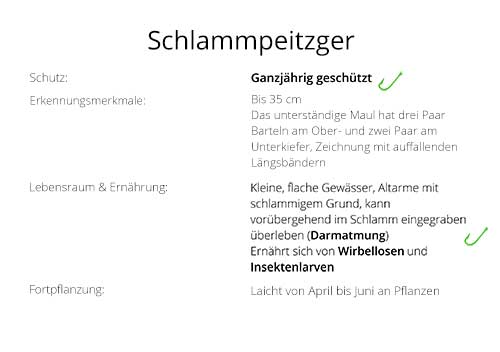 Schlammpeitzger
Schutz:
Ganzjährig geschützt
Erkennungsmerkmale:
Bis 35 cm
Das unterständige Maul hat drei Paar
Barteln am Ober- und zwei Paar am
Unterkiefer, Zeichnung mit auffallenden
Längsbändern
Lebensraum & Ernährung:
Kleine, flache Gewässer, Altarme mit
schlammigem Grund, kann
vorübergehend im Schlamm eingegraben
überleben (Darmatmung)
Ernährt sich von Wirbellosen und
Insektenlarven
Fortpflanzung:
Laicht von April bis Juni an Pflanzen